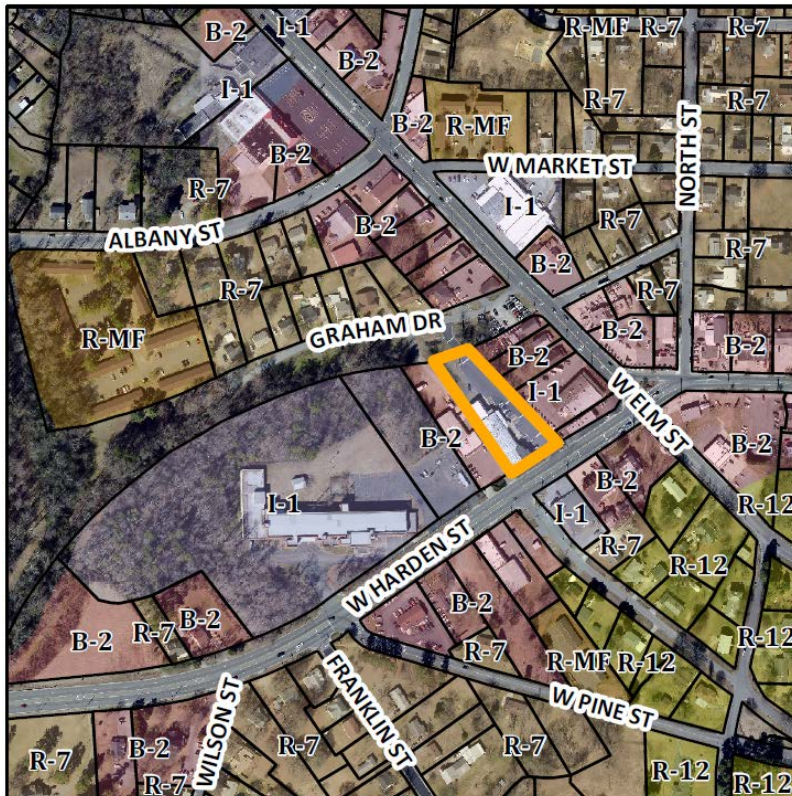 B-2
I-1
R-MF
R-7
R-7
B-2
I-1
R-7
R-7
B-2
R-MF
NORTH ST
B-2
W MARKET ST
R-7
I-1
R-7
ALBANY ST
B-2
R-7
B-2
R-7
R-7
R-MF
GRAHAM DR
B-2
B-2
B-2
I-1
W ELM ST
B-2
B-2
B-2
R-12
I-1
I-1
R-7
R-12
W HARDEN ST
B-2
R-12
B-2
R-7
B-2
R-7
R-MF
R-12
FRANKLIN ST
W PINE ST
WILSON ST
R-7
B-2
R-7
R-7
R-7
R-12
R-12